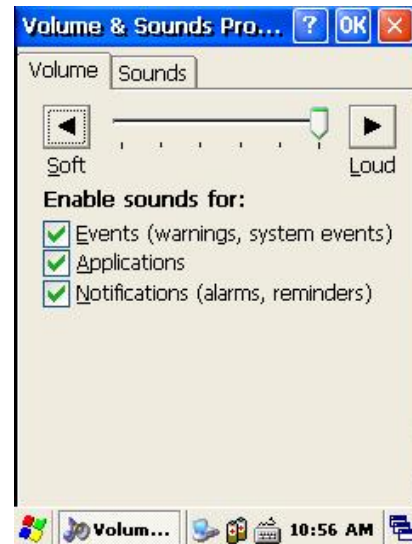 Volume & Sounds Pro... ? OK
Volume Sounds
Soft Loud
Enable sounds for:
Events (warnings, system events)
Applications
Notifications (alarms, reminders)
Volum... 10:56 AM